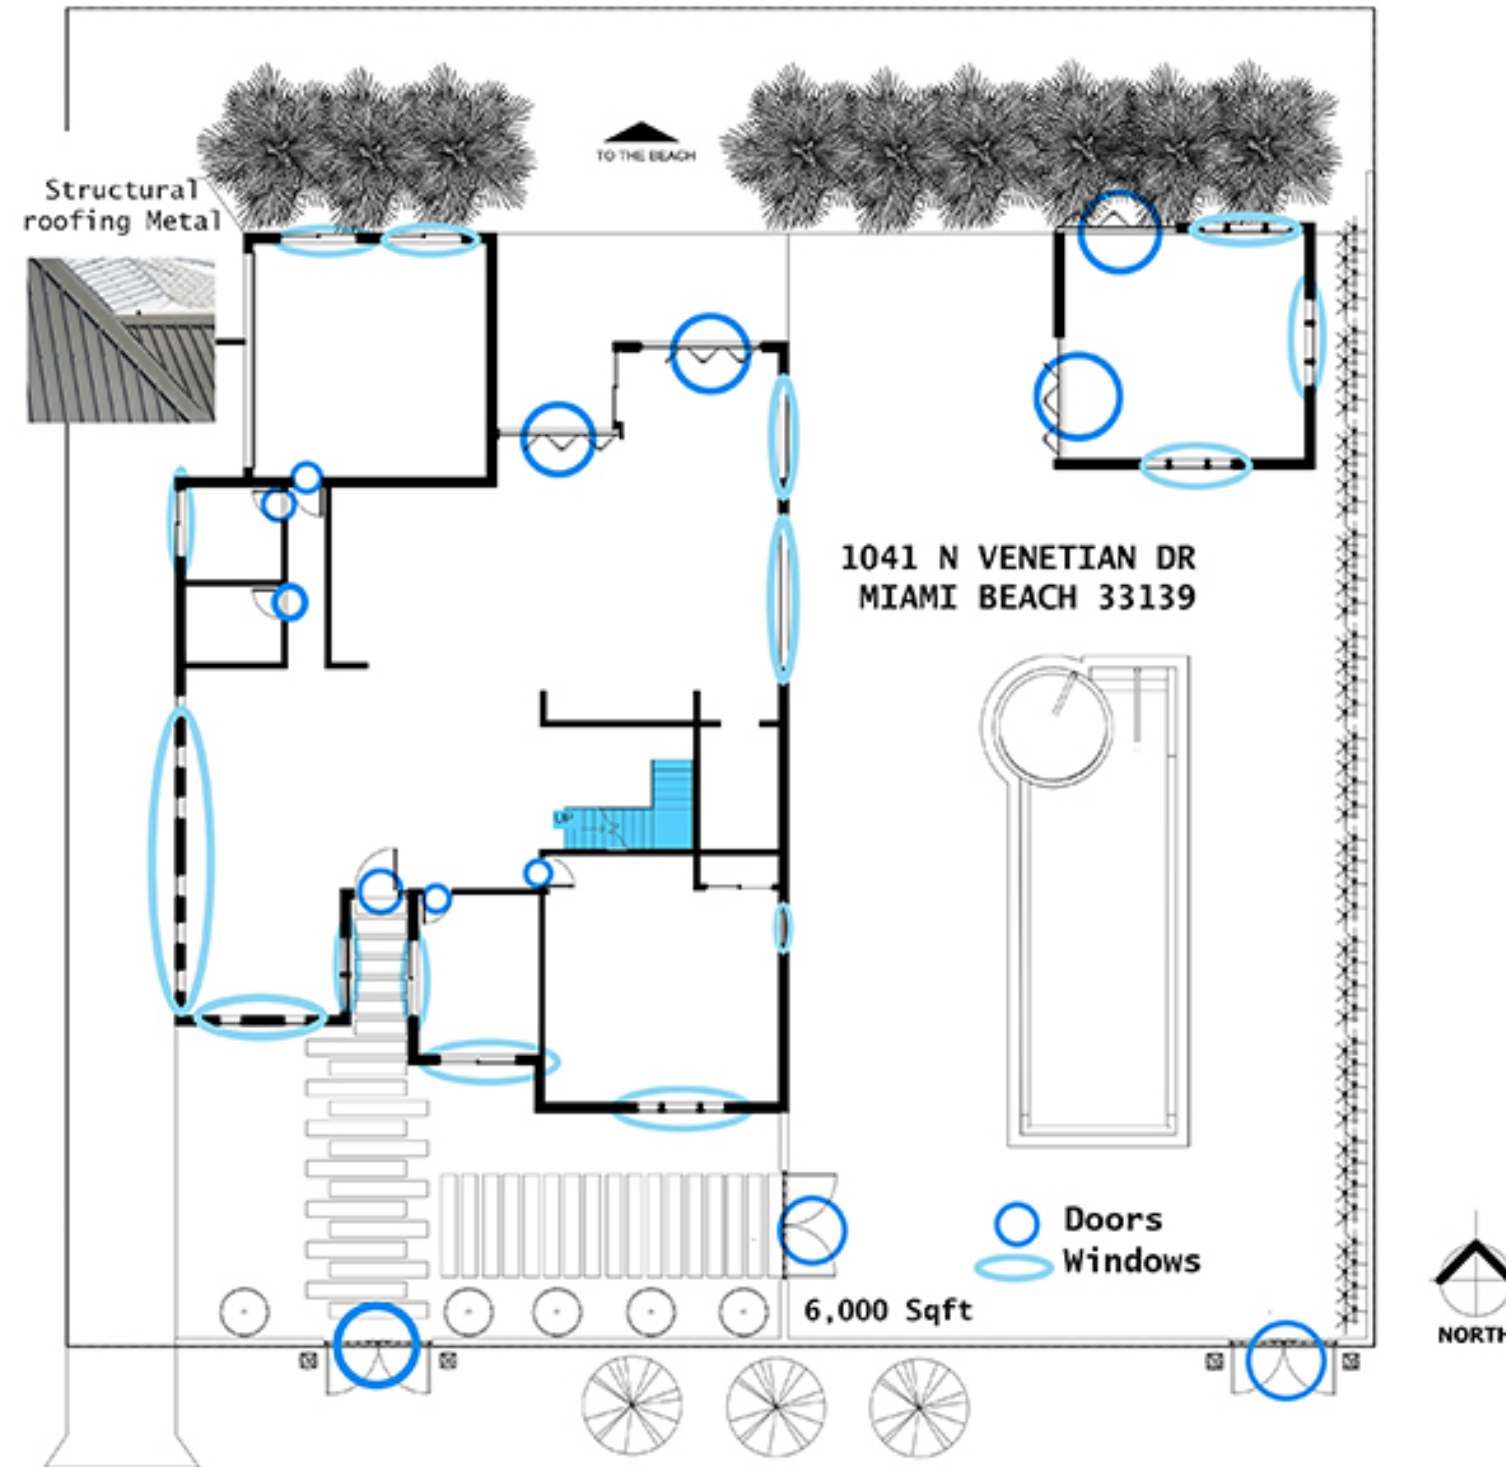 TO THE BEACH
Structural
roofing Metal
1041 N VENETIAN DR
MIAMI BEACH 33139
UP
Doors
Windows
6,000 Sqft
NORTH